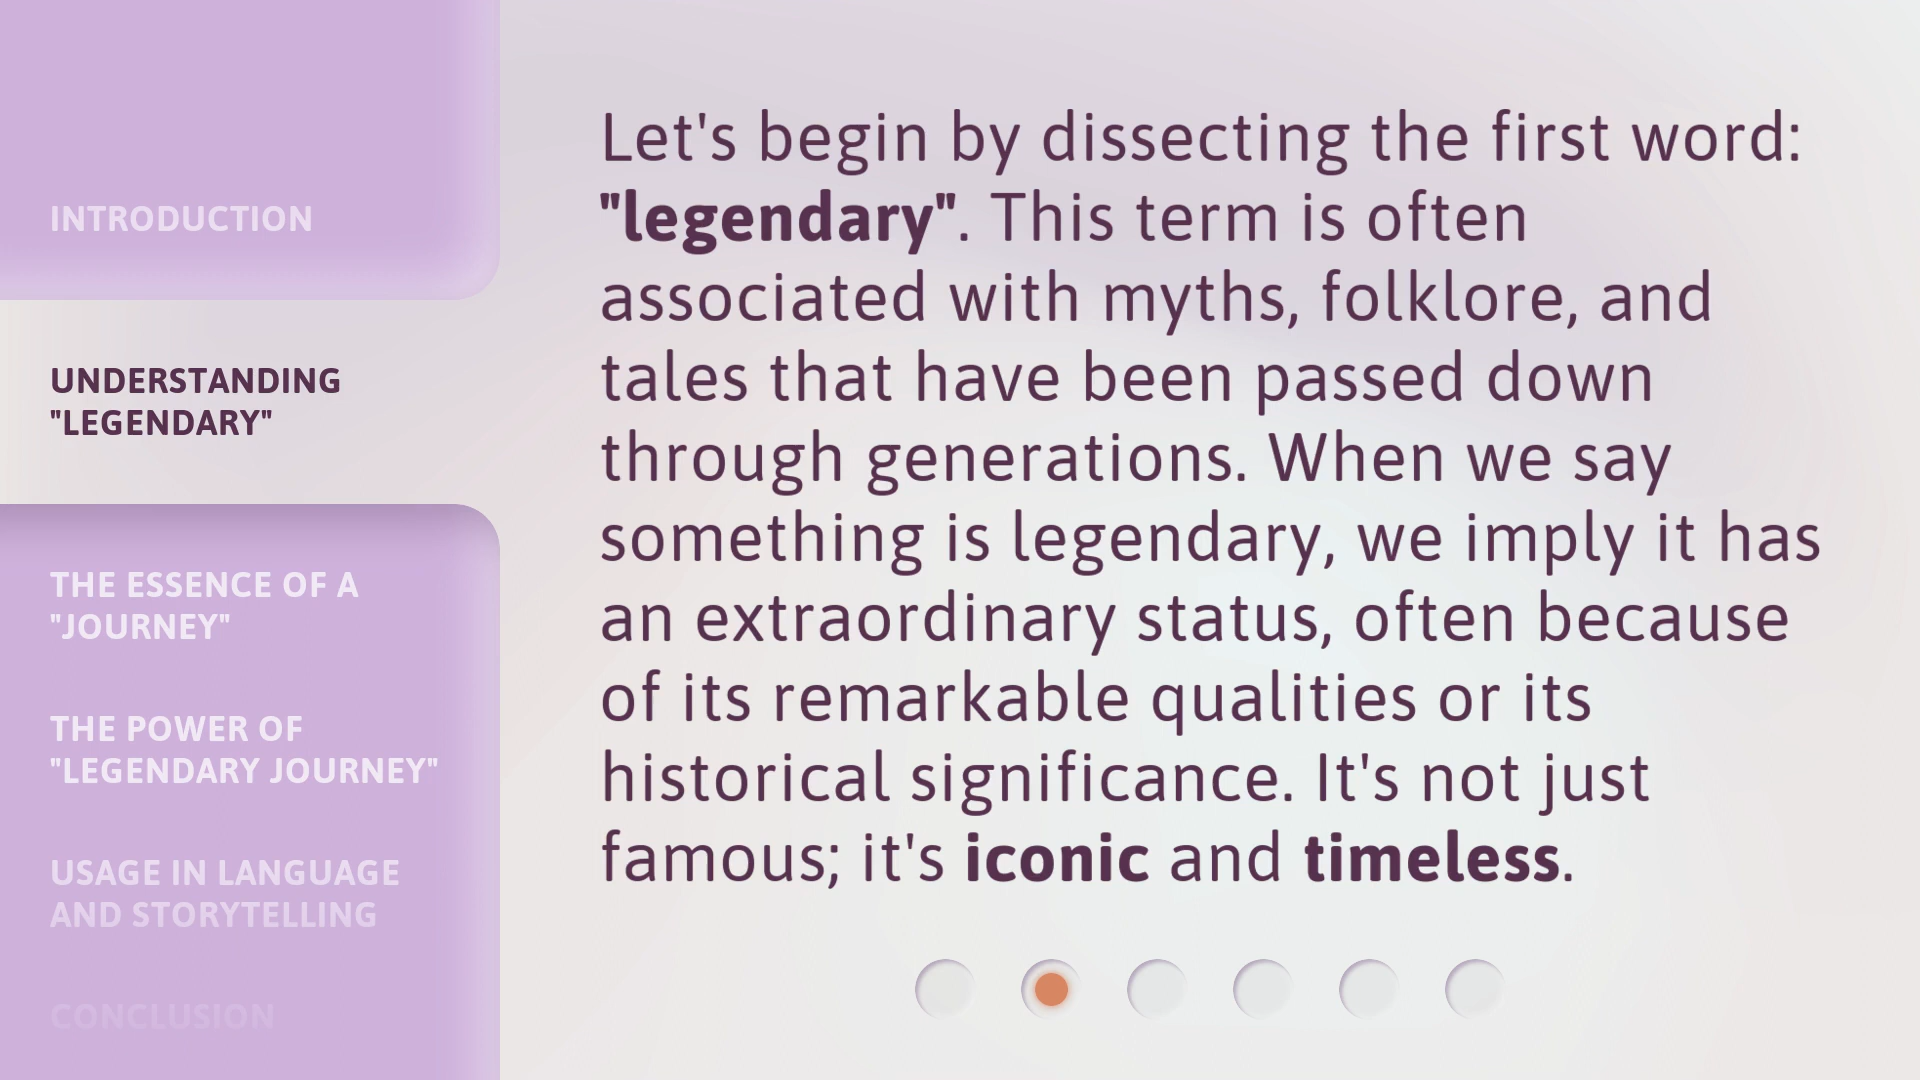 INTRODUCTION
UNDERSTANDING
"LEGENDARY"
THE ESSENCE OF A
"JOURNEY"
THE POWER OF
"LEGENDARY JOURNEY"
USAGE IN LANGUAGE
AND STORYTELLING
CONCLUSION
Let's begin by dissecting the first word:
"legendary". This term is often
associated with myths, folklore, and
tales that have been passed down
through generations. When we say
something is legendary, we imply it has
an extraordinary status, often because
of its remarkable qualities or its
historical significance. It's not just
famous; it's iconic and timeless.